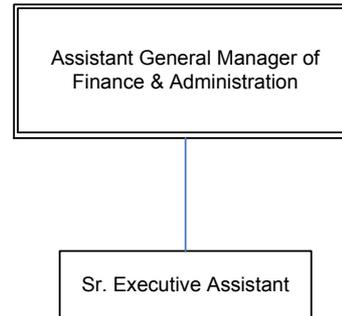 Assistant General Manager of
Finance & Administration
Sr. Executive Assistant